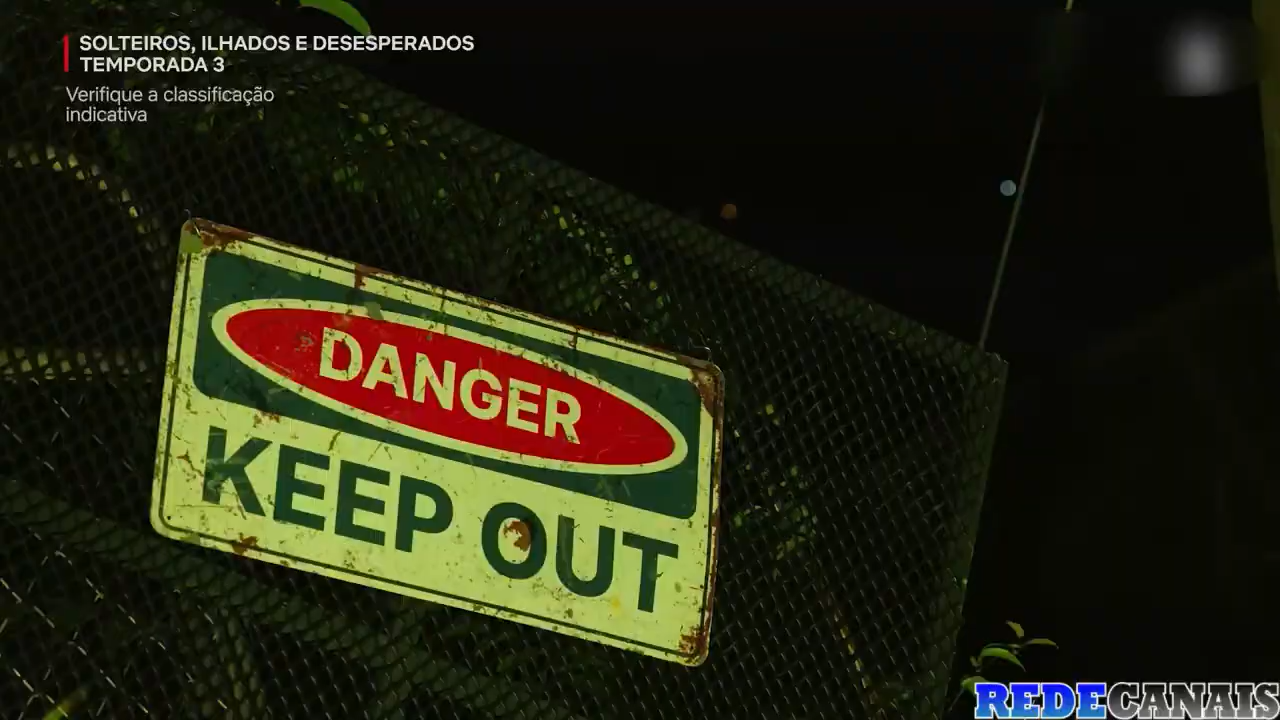 SOLTEIROS, ILHADOS E DESESPERADOS
TEMPORADA 3
Verifique a classificação
indicativa
DANGER
KEEP OUT
REDECANAIS